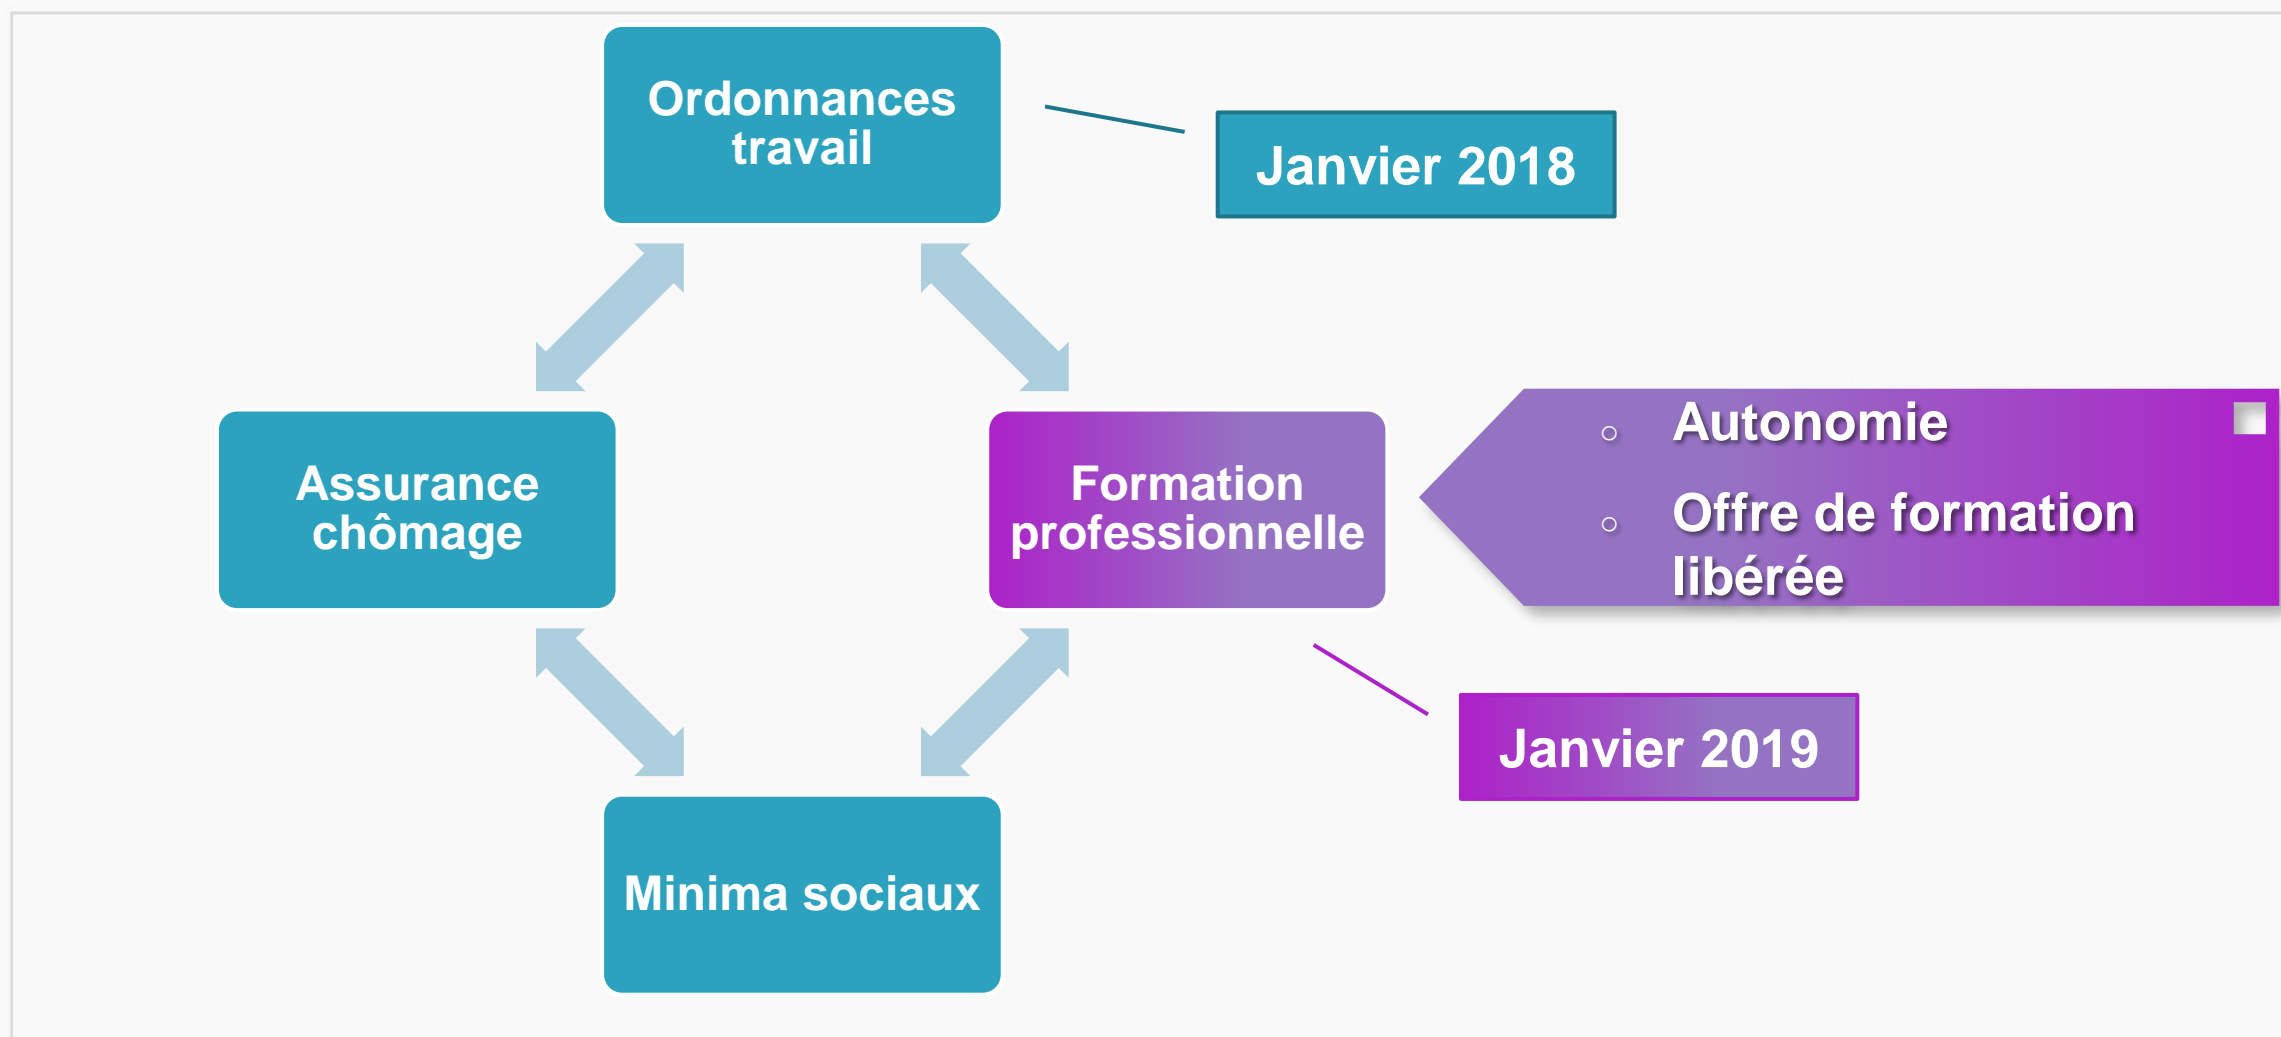 Ordonnances
travail
Janvier 2018
Assurance
chômage
Formation
professionnelle
Autonomie
Offre de formation
libérée
Janvier 2019
Minima sociaux